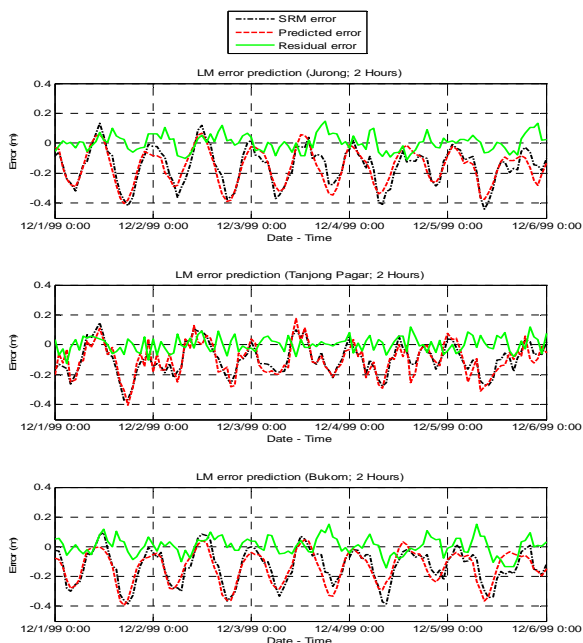 SRM error
Predicted error
Residual error
LM error prediction (Jurong; 2 Hours)
0.4
0.2
0
-0.2
-0.4
Error (m)
12/1/99 0:00 12/2/99 0:00 12/3/99 0:00 12/4/99 0:00 12/5/99 0:00 12/6/99 0:00
Date - Time
LM error prediction (Tanjong Pagar; 2 Hours)
0.4
0.2
0
-0.2
-0.4
Error (m)
12/1/99 0:00 12/2/99 0:00 12/3/99 0:00 12/4/99 0:00 12/5/99 0:00 12/6/99 0:00
Date - Time
LM error prediction (Bukom; 2 Hours)
0.4
0.2
0
-0.2
-0.4
Error (m)
12/1/99 0:00 12/2/99 0:00 12/3/99 0:00 12/4/99 0:00 12/5/99 0:00 12/6/99 0:00
Date - Time